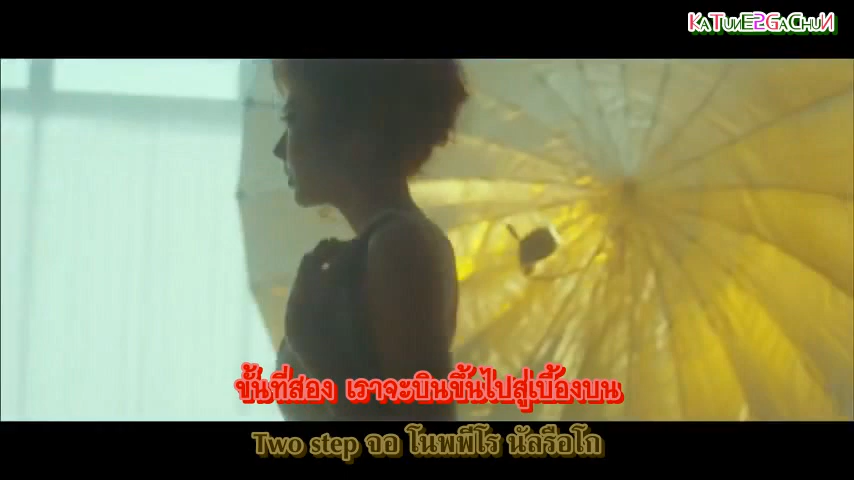 KaTUNE2GaCHUN
ขั้นที่สอง เราจะบินขึ้นไปสู่เบื้องบน
Two step จอ โนพพีโร นัลรือโก